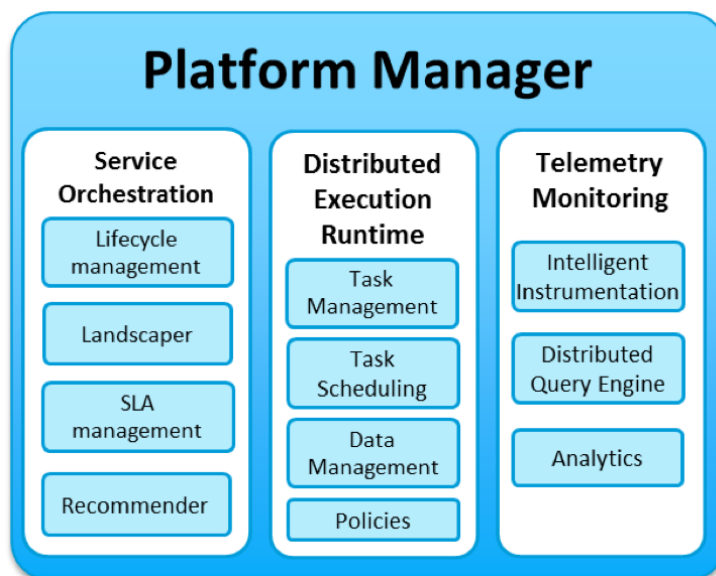 Platform Manager
Service
Orchestration
Lifecycle
management
Landscaper
SLA
management
Recommender
Distributed
Execution
Runtime
Task
Management
Task
Scheduling
Data
Management
Policies
Telemetry
Monitoring
Intelligent
Instrumentation
Distributed
Query Engine
Analytics